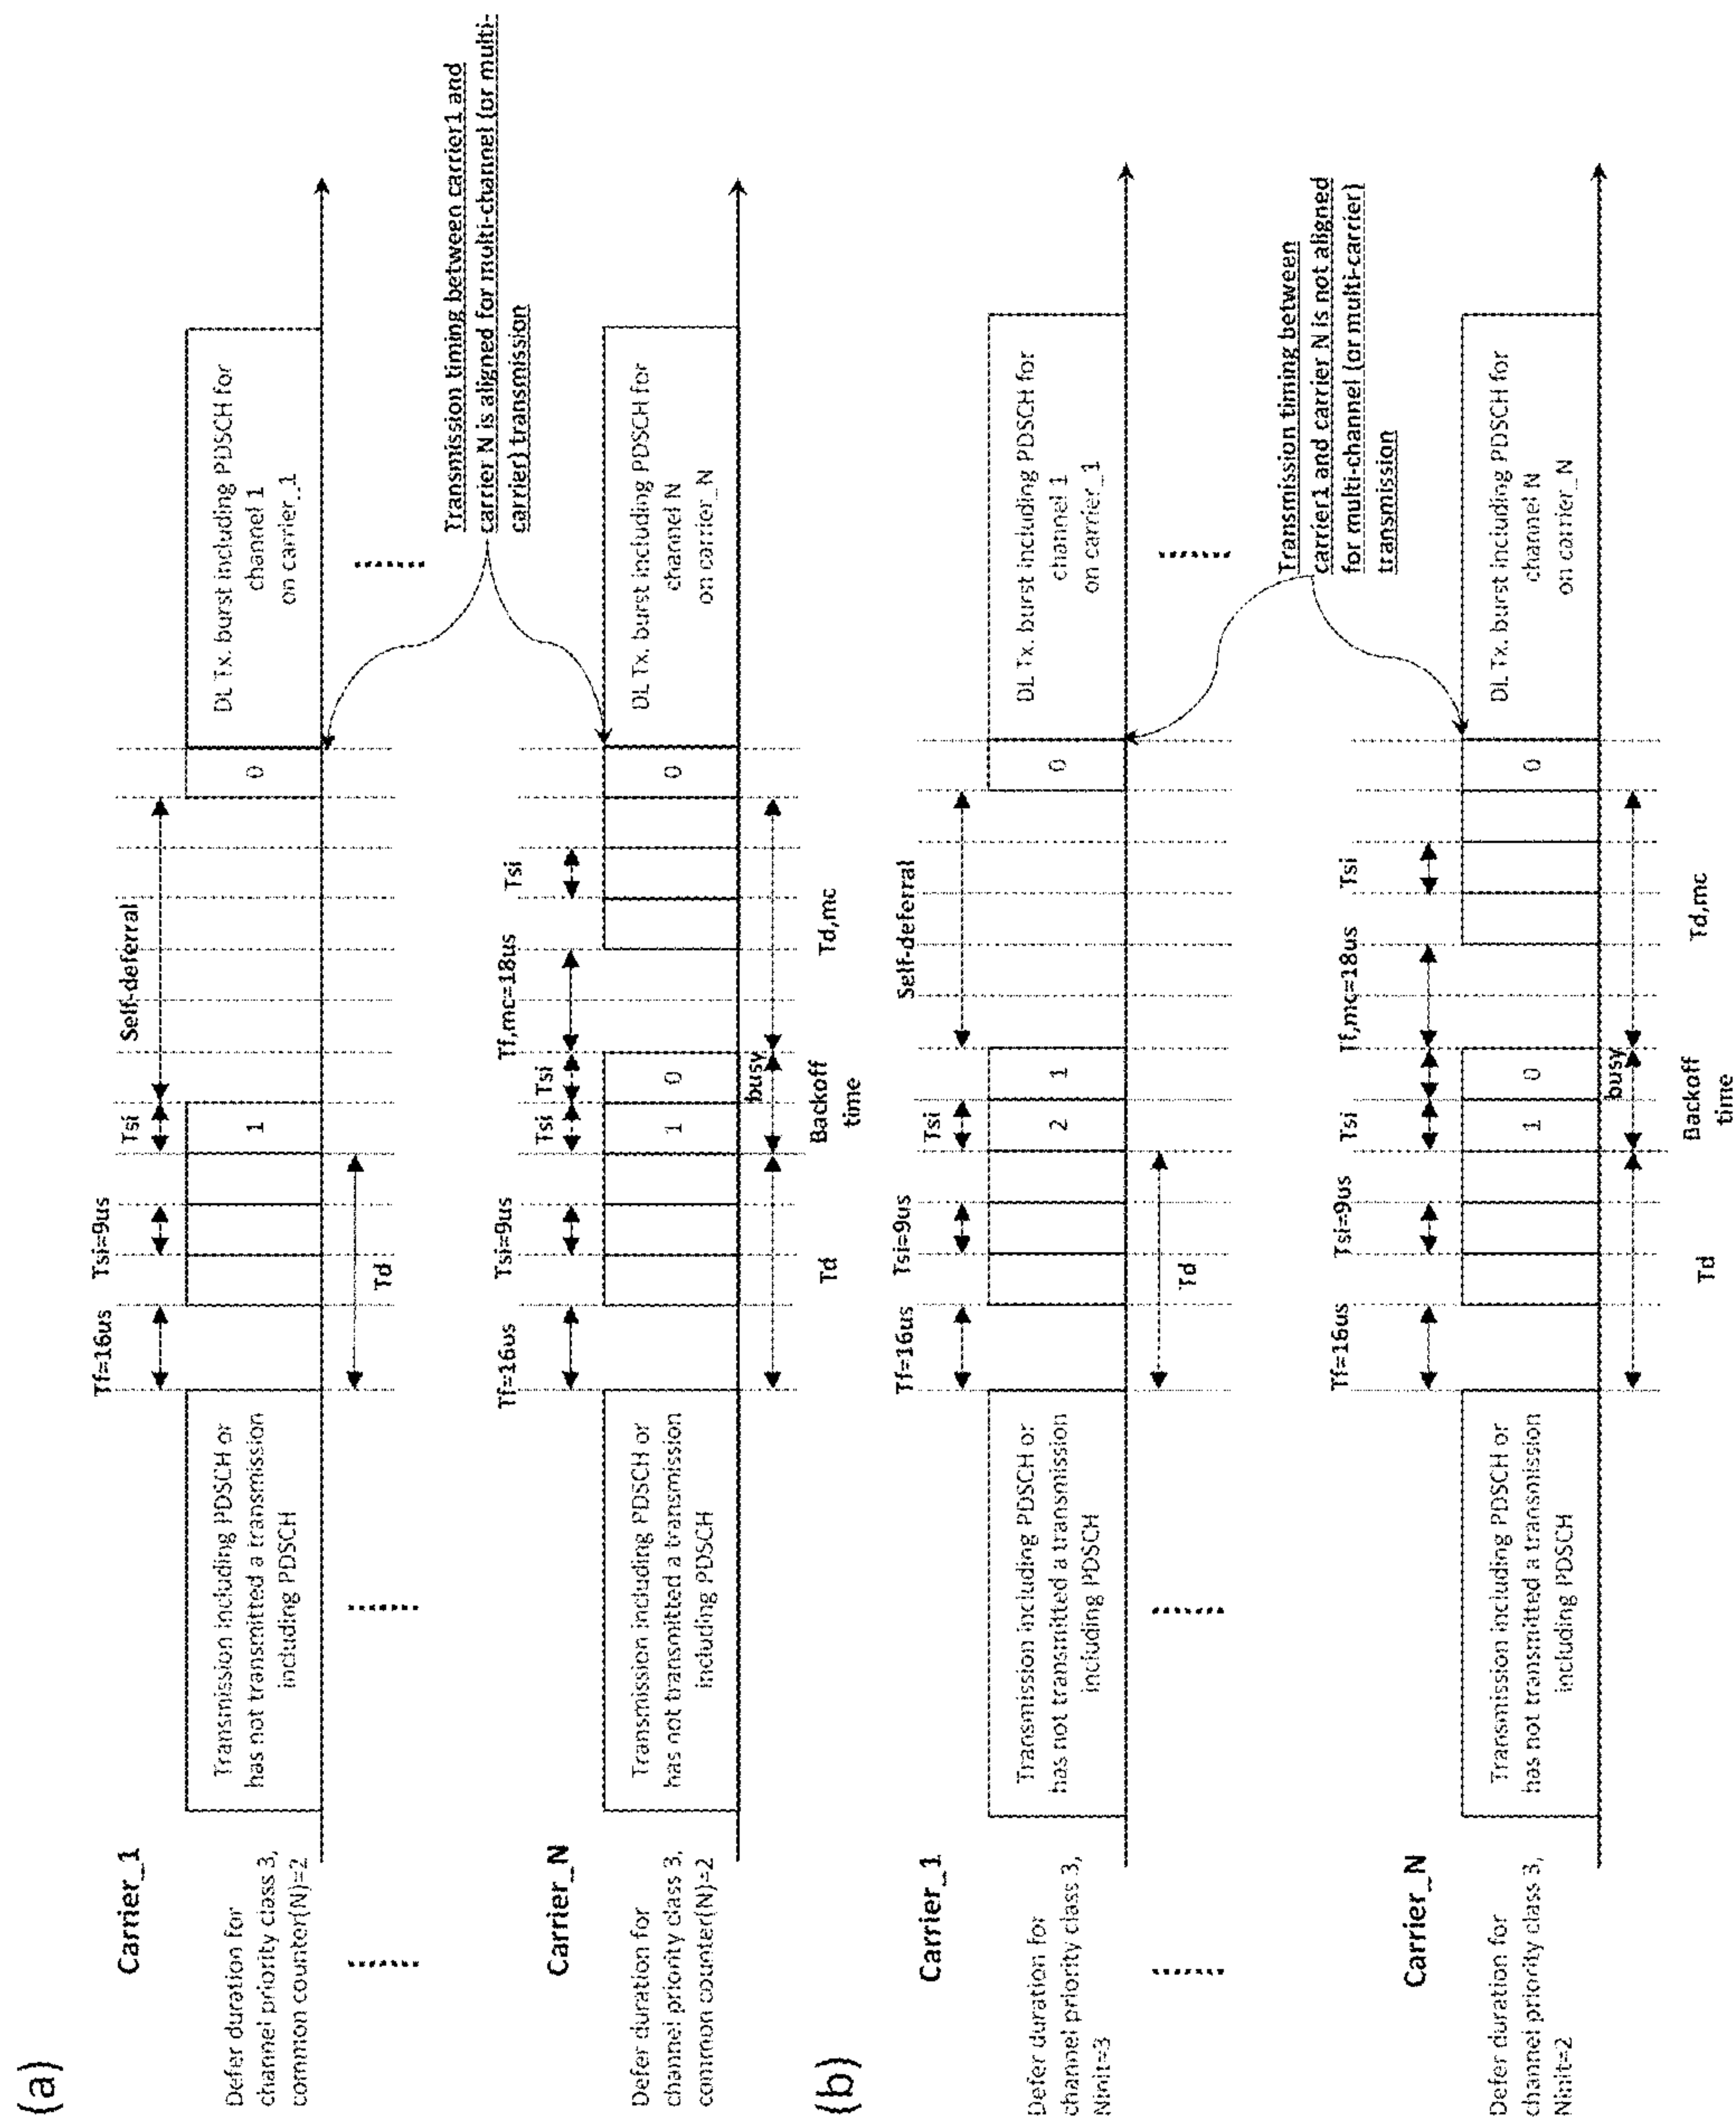 (a)
Carrier_1
Defer duration for
channel priority class 3,
common counter(N)=2
Transmission including PDSCH or
has not transmitted a transmission
including PDSCH
Tf=16us
Tsi=9us
Td
Tsi
1
Self-deferral
0
DL Tx. burst including PDSCH for
channel 1
on carrier_1
Transmission timing between carrier1 and
carrier N is aligned for multi-channel (or multi-
carrier) transmission
Carrier_N
Defer duration for
channel priority class 3,
common counter(N)=2
Transmission including PDSCH or
has not transmitted a transmission
including PDSCH
Tf=16us
Tsi=9us
Td
Tsi
Tsi
1
0
busy
Backoff
time
Tf,mc=18us
Tsi
Td,mc
0
DL Tx. burst including PDSCH for
channel N
on carrier_N
(b)
Carrier_1
Defer duration for
channel priority class 3,
Ninit=3
Transmission including PDSCH or
has not transmitted a transmission
including PDSCH
Tf=16us
Tsi=9us
Td
Tsi
2
1
Self-deferral
0
DL Tx. burst including PDSCH for
channel 1
on carrier_1
Transmission timing between
carrier1 and carrier N is not aligned
for multi-channel (or multi-carrier)
transmission
Carrier_N
Defer duration for
channel priority class 3,
Ninit=2
Transmission including PDSCH or
has not transmitted a transmission
including PDSCH
Tf=16us
Tsi=9us
Td
Tsi
1
0
busy
Backoff
time
Tf,mc=18us
Tsi
Td,mc
0
DL Tx. burst including PDSCH for
channel N
on carrier_N